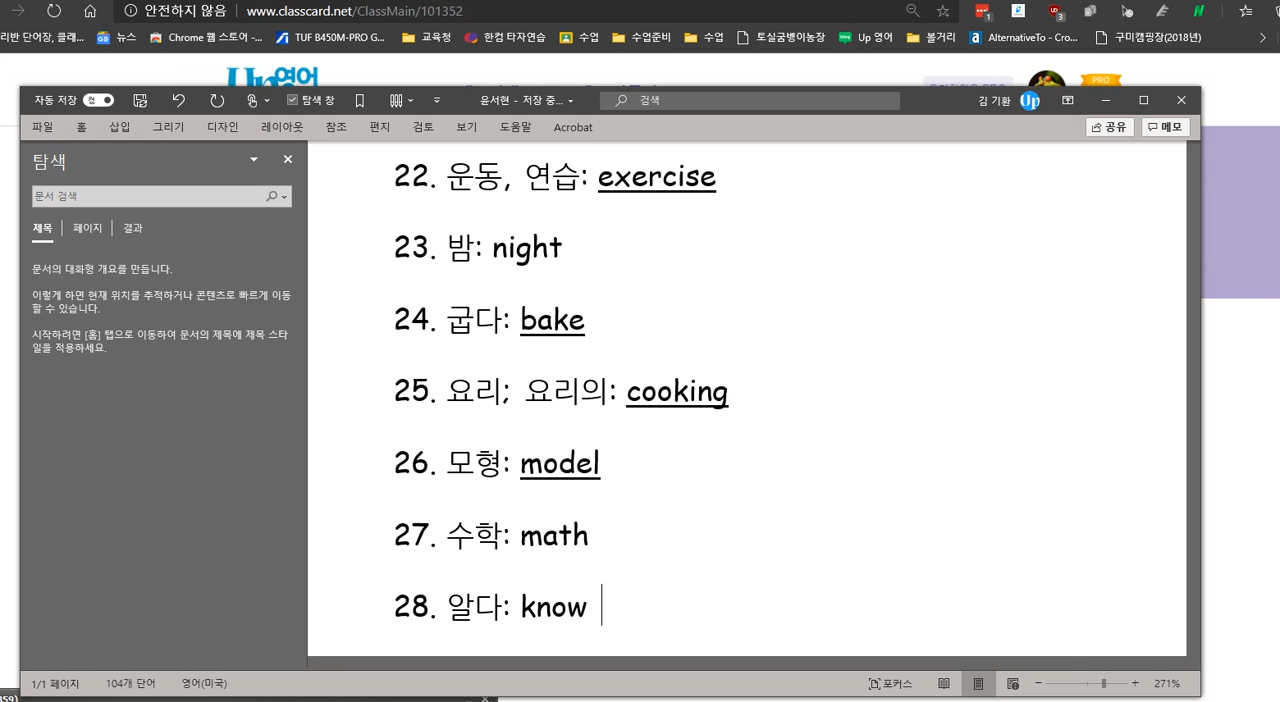 안전하지 않음 www.classcard.net/ClassMain/101352
1
3
리반 단어장, 클래... 뉴스 Chrome 웹 스토어 -... TUF B450M-PRO G... 교육청 한컴 타자연습 수업 수업준비 수업 토실굼벵이농장 Up 영어 볼거리 AlternativeTo - Cro... 구미캠핑장(2018년)
Up영어
PRO
자동 저장 컴 탐색 창 윤서현 - 저장 중... 검색 김 기환 Up
파일 홈 삽입 그리기 디자인 레이아웃 참조 편지 검토 보기 도움말 Acrobat 공유 메모
탐색
문서 검색
제목 페이지 결과
문서의 대화형 개요를 만듭니다.
이렇게 하면 현재 위치를 추적하거나 콘텐츠로 빠르게 이동
할 수 있습니다.
시작하려면 [홈] 탭으로 이동하여 문서의 제목에 제목 스타
일을 적용하세요.
22. 운동, 연습: exercise
23. 밤: night
24. 굽다: bake
25. 요리; 요리의: cooking
26. 모형: model
27. 수학: math
28. 알다: know
1/1 페이지 104개 단어 영어(미국) 포커스 271%
859)